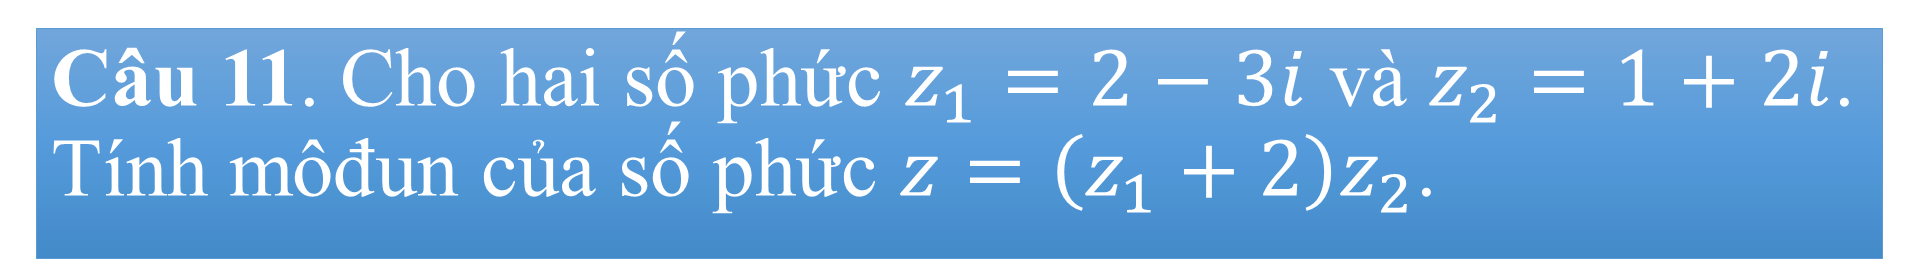 Câu 11. Cho hai số phức z₁ = 2 − 3i và z₂ = 1 + 2i.
Tính môđun của số phức z = (z₁ + 2)z₂.